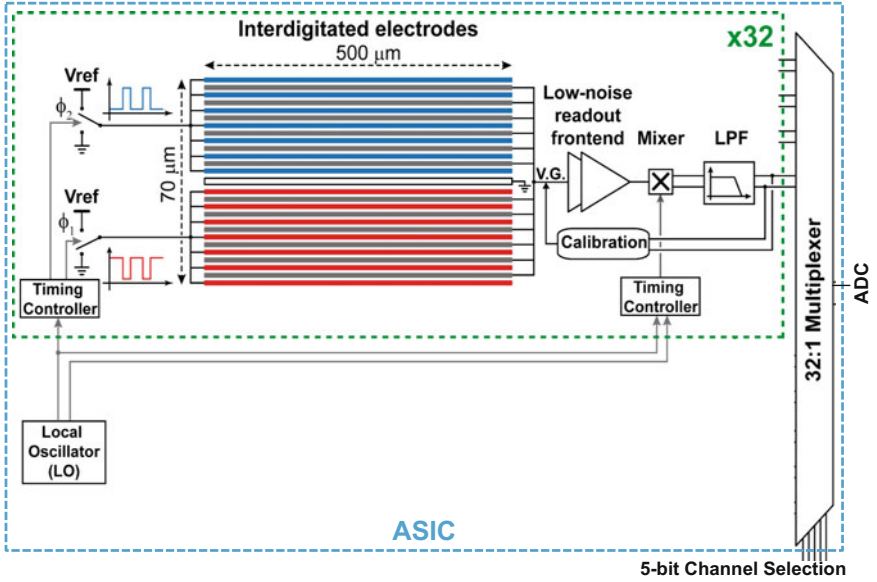 Interdigitated electrodes
x32
500 μm
Vref
ϕ2
70 μm
Low-noise
readout
frontend
Mixer
LPF
V.G.
Vref
ϕ1
Calibration
Timing
Controller
Timing
Controller
32:1 Multiplexer
ADC
Local
Oscillator
(LO)
ASIC
5-bit Channel Selection